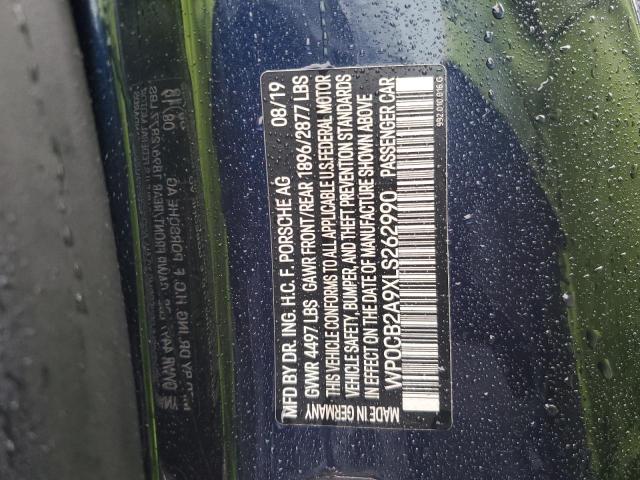 MFD BY DR. ING. H.C. F. PORSCHE AG 08/19
GVWR 4497 LBS GAWR FRONT/REAR 1896/2877 LBS
THIS VEHICLE CONFORMS TO ALL APPLICABLE U.S. FEDERAL MOTOR
VEHICLE SAFETY, BUMPER, AND THEFT PREVENTION STANDARDS
IN EFFECT ON THE DATE OF MANUFACTURE SHOWN ABOVE
WP0CB2A9XLS262990 PASSENGER CAR
MADE IN GERMANY
992.010.016.G